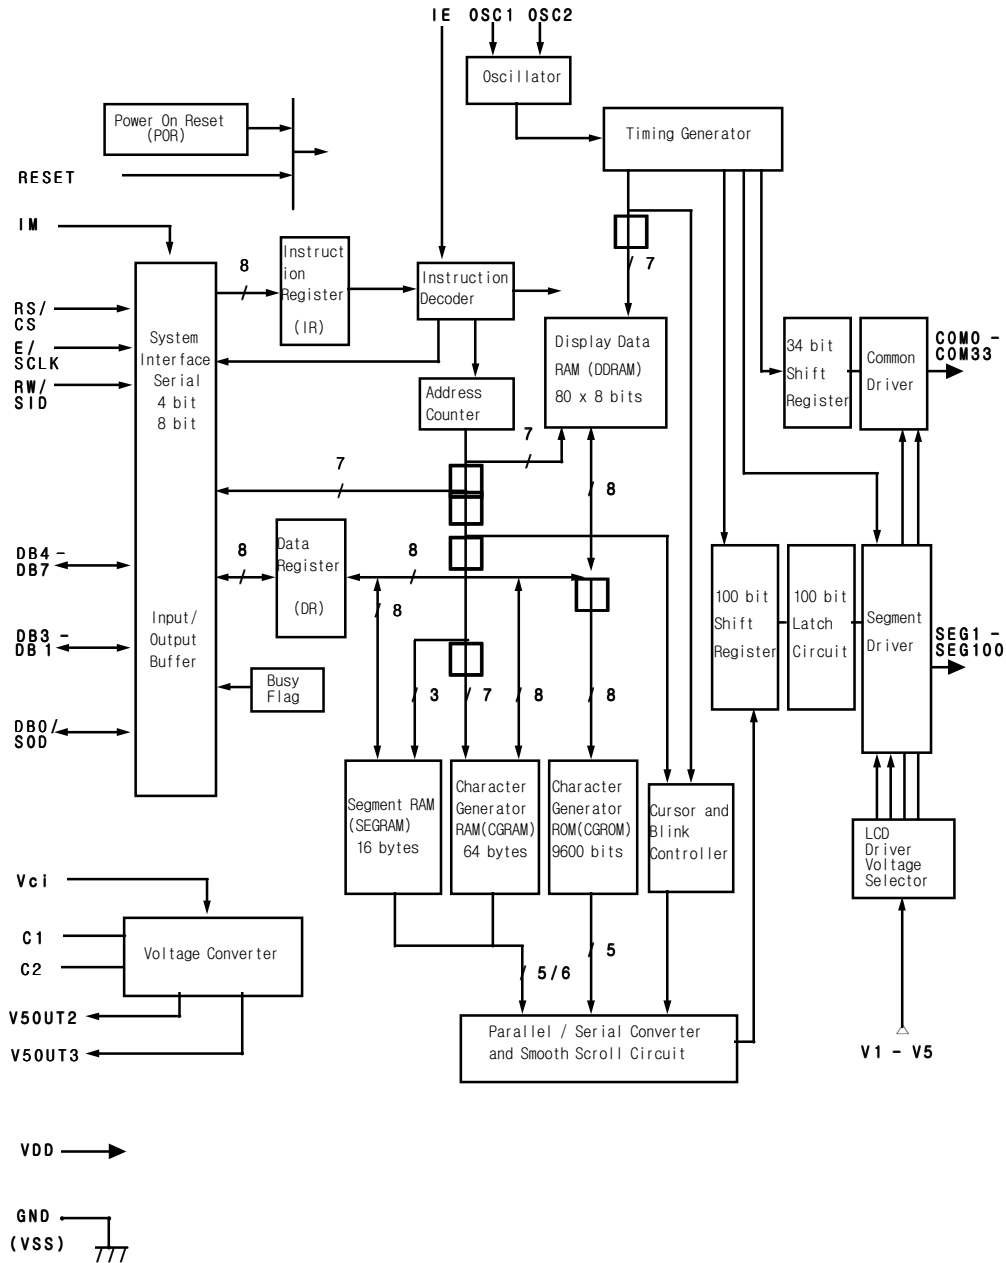 IE OSC1 OSC2
Oscillator
Power On Reset
(POR)
Timing Generator
RESET
IM
8
Instruct
ion
Register
(IR)
Instruction
Decoder
7
RS/
CS
E/
SCLK
RW/
SID
System
Interface
Serial
4 bit
8 bit
Display Data
RAM (DDRAM)
80 x 8 bits
34 bit
Shift
Register
Common
Driver
COM0 -
COM33
Address
Counter
7
7
8
DB4 -
DB7
8
Data
Register
(DR)
8
8
100 bit
Shift
Register
100 bit
Latch
Circuit
Segment
Driver
SEG1 -
SEG100
Input/
Output
Buffer
DB3 -
DB1
Busy
Flag
3
7
8
8
DB0/
SOD
Segment RAM
(SEGRAM)
16 bytes
Character
Generator
RAM(CGRAM)
64 bytes
Character
Generator
ROM(CGROM)
9600 bits
Cursor and
Blink
Controller
LCD
Driver
Voltage
Selector
Vci
C1
C2
Voltage Converter
5/6
5
V5OUT2
V5OUT3
Parallel / Serial Converter
and Smooth Scroll Circuit
V1 - V5
VDD
GND
(VSS)